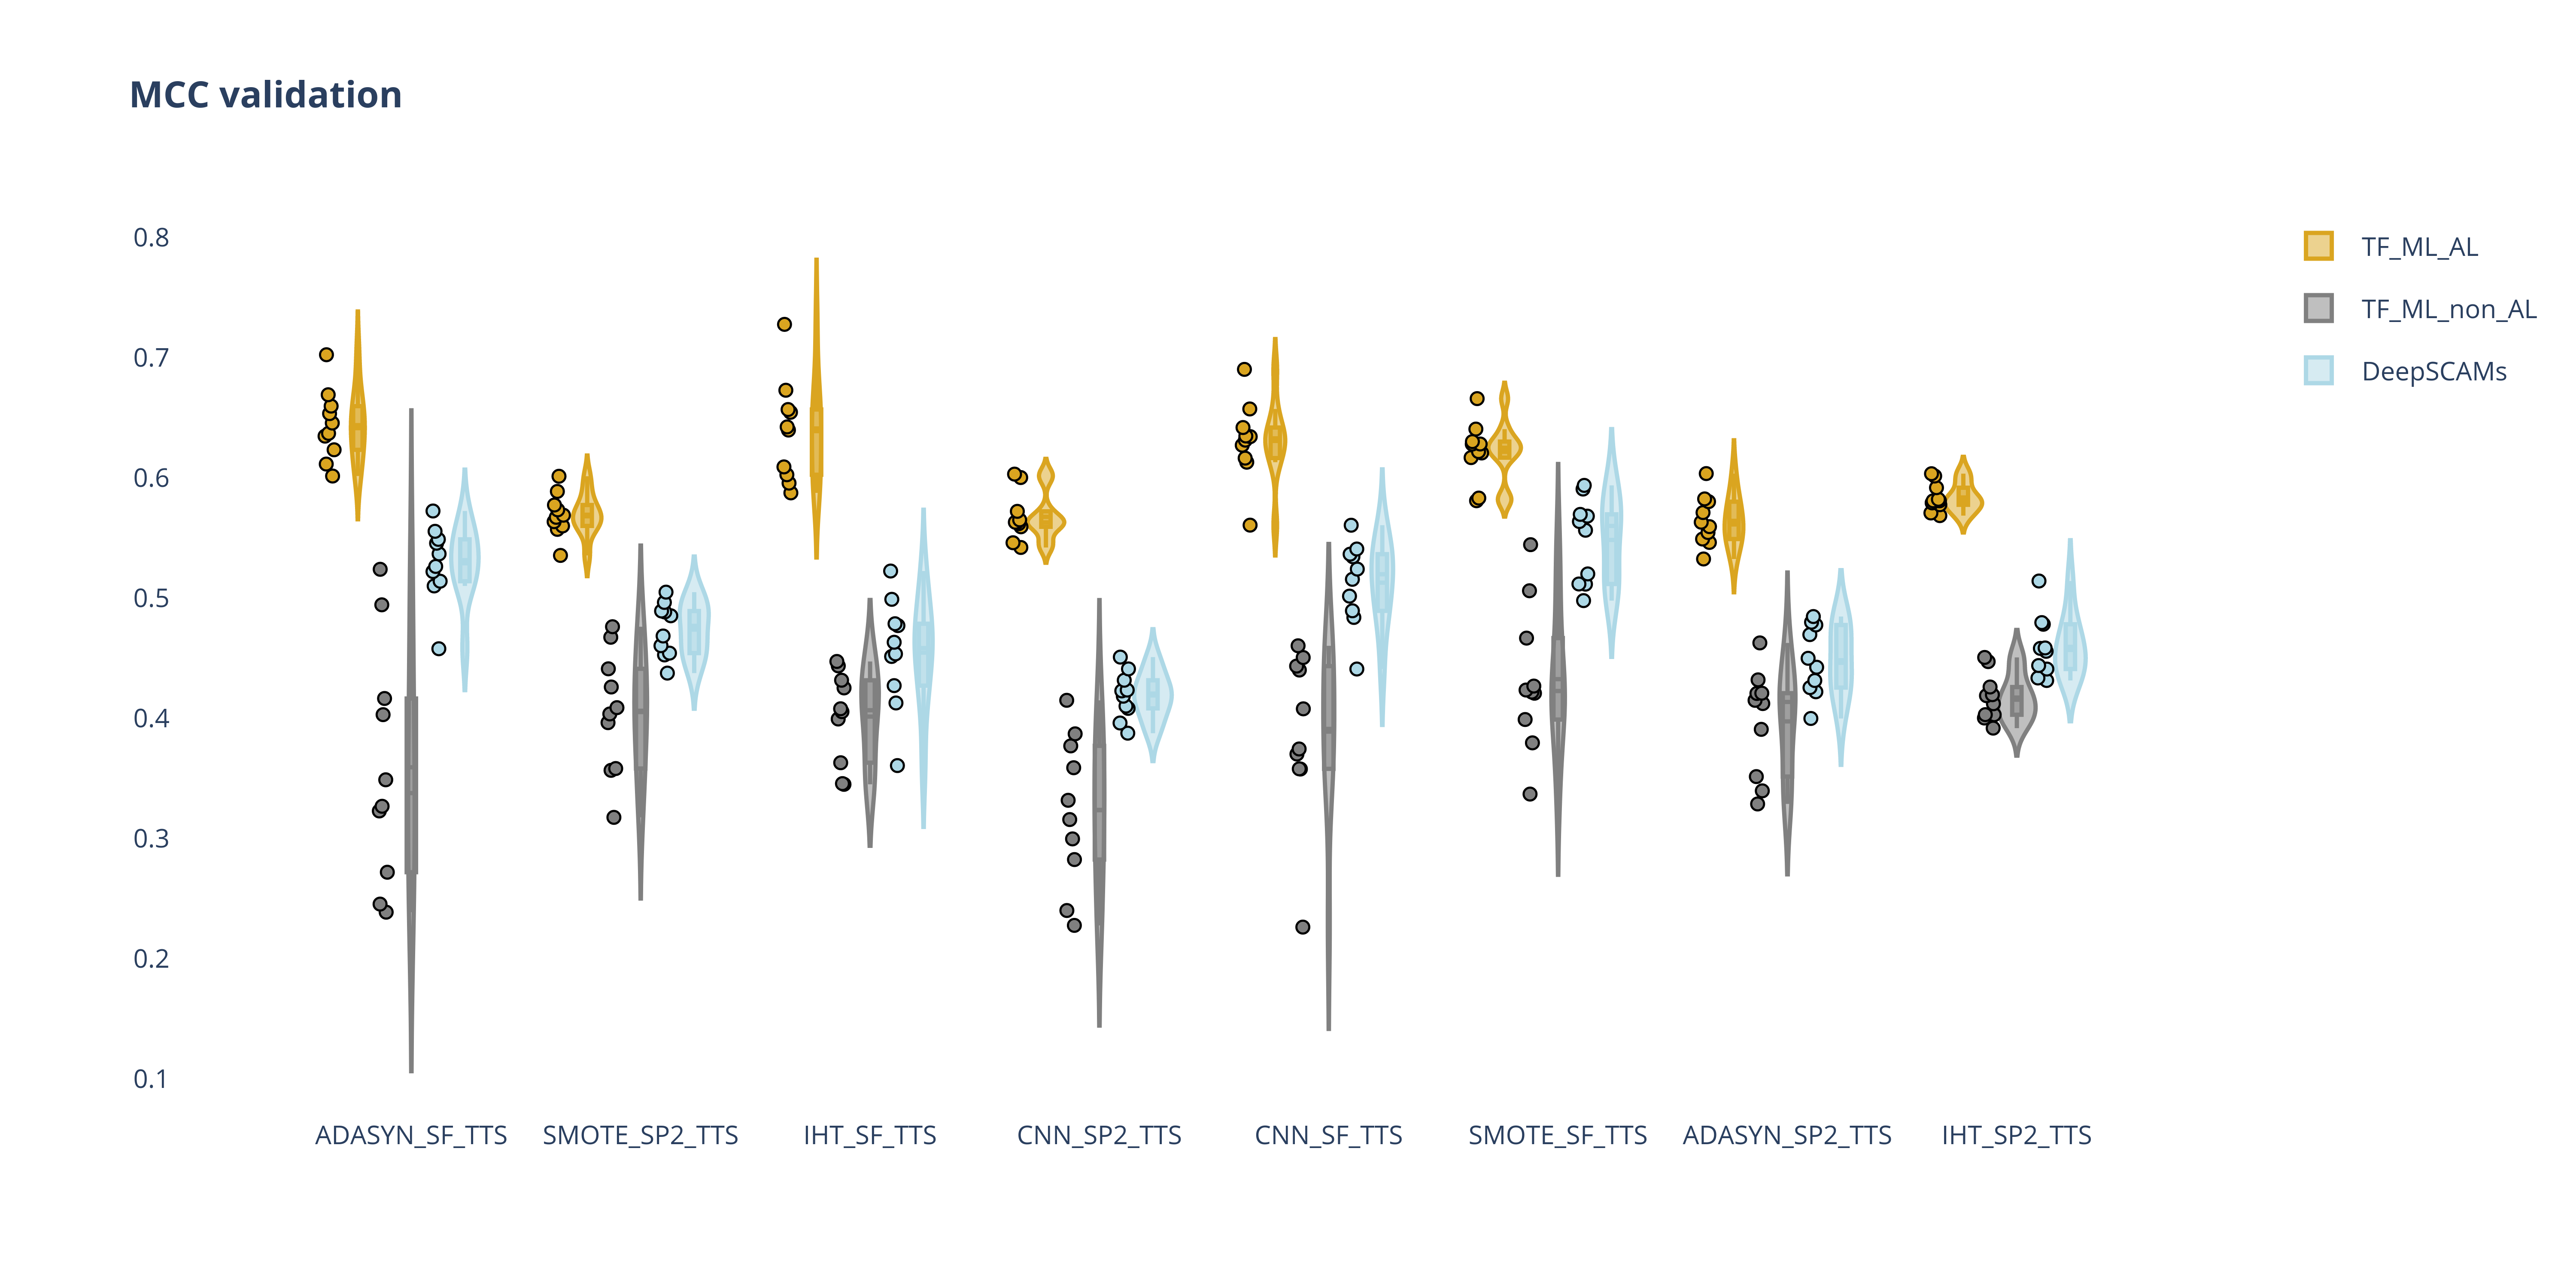 MCC validation
0.8
0.7
0.6
0.5
0.4
0.3
0.2
0.1
ADASYN_SF_TTS
SMOTE_SP2_TTS
IHT_SF_TTS
CNN_SP2_TTS
CNN_SF_TTS
SMOTE_SF_TTS
ADASYN_SP2_TTS
IHT_SP2_TTS
TF_ML_AL
TF_ML_non_AL
DeepSCAMs